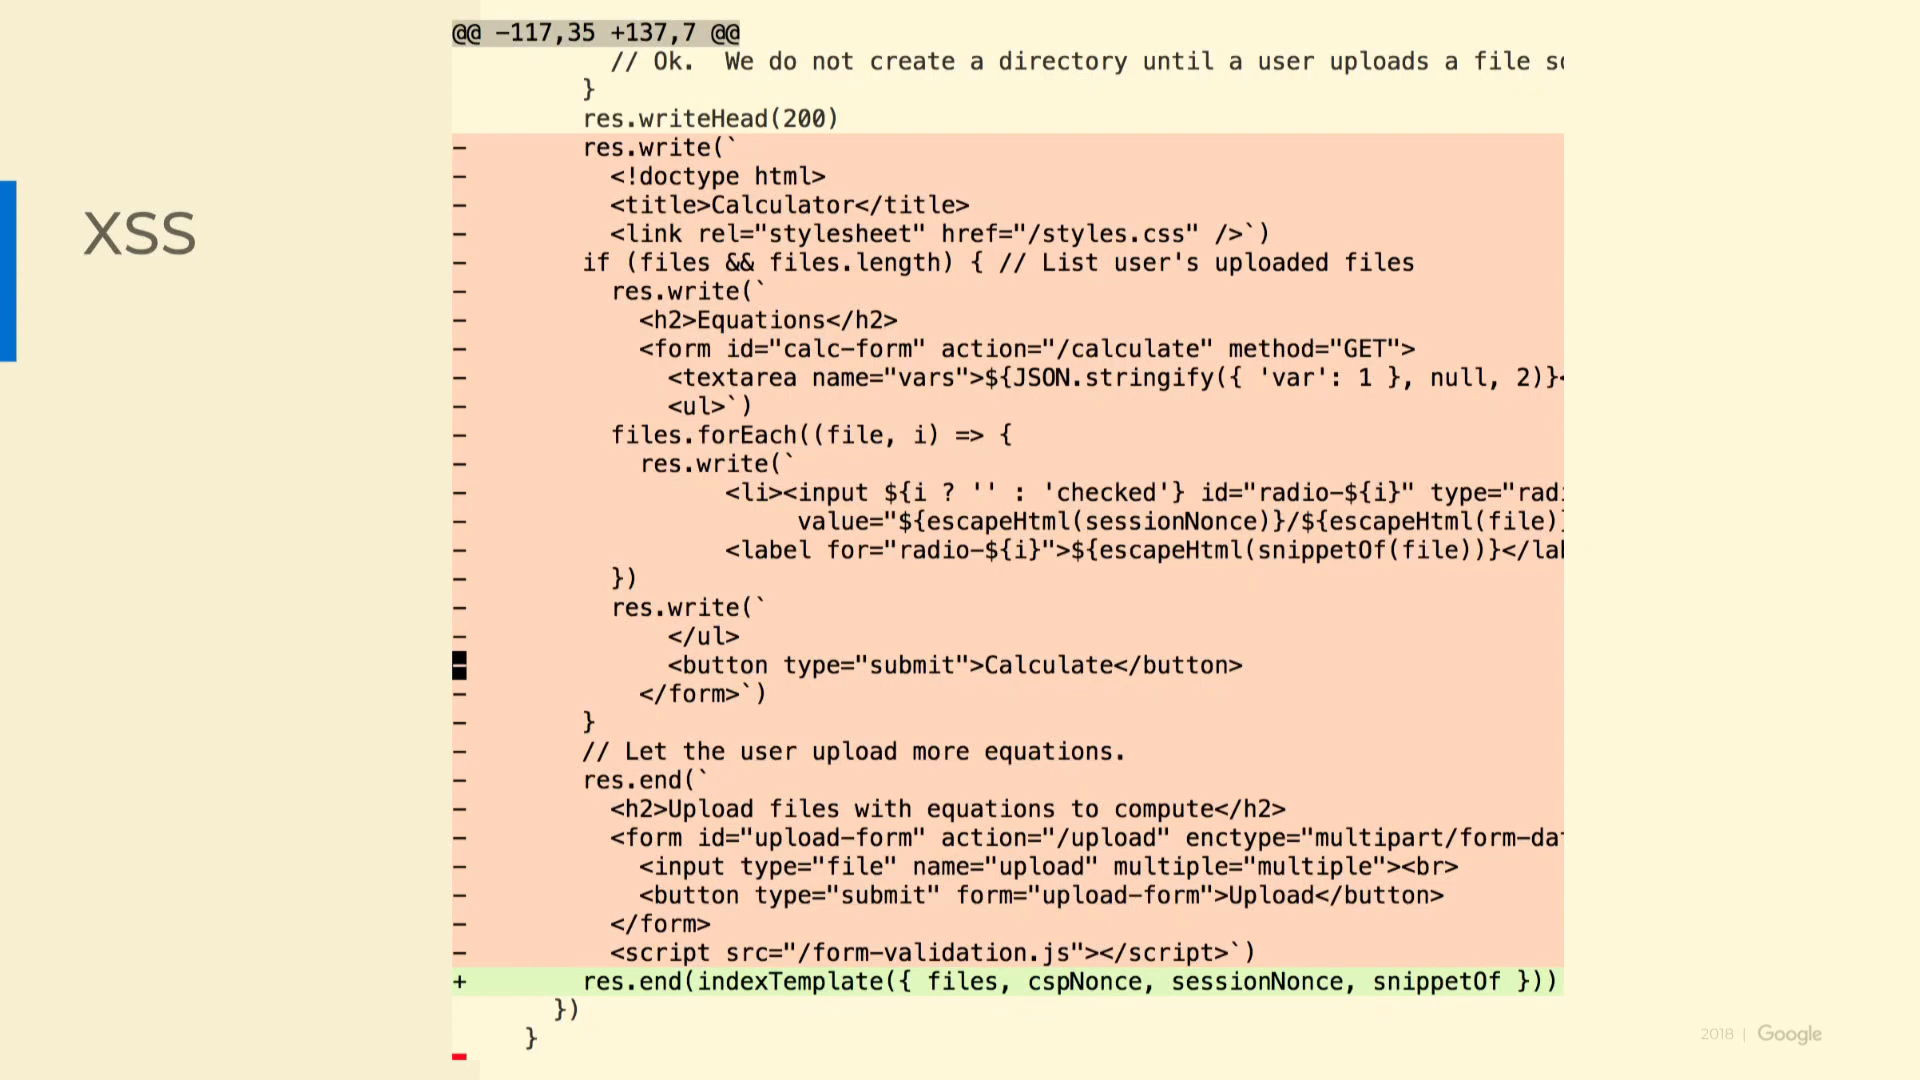 XSS
@@ -117,35 +137,7 @@
// Ok.  We do not create a directory until a user uploads a file
}
res.writeHead(200)
- res.write(`
- <!doctype html>
- <title>Calculator</title>
- <link rel="stylesheet" href="/styles.css" />`)
- if (files && files.length) { // List user's uploaded files
- res.write(`
- <h2>Equations</h2>
- <form id="calc-form" action="/calculate" method="GET">
- <textarea name="vars">${JSON.stringify({ 'var': 1 }, null, 2)}<
- <ul>`)
- files.forEach((file, i) => {
- res.write(`
- <li><input ${i ? '' : 'checked'} id="radio-${i}" type="rad
- value="${escapeHtml(sessionNonce)}/${escapeHtml(file)
- <label for="radio-${i}">${escapeHtml(snippetOf(file))}</la
- })
- res.write(`
- </ul>
- <button type="submit">Calculate</button>
- </form>`)
- }
- // Let the user upload more equations.
- res.end(`
- <h2>Upload files with equations to compute</h2>
- <form id="upload-form" action="/upload" enctype="multipart/form-da
- <input type="file" name="upload" multiple="multiple"><br>
- <button type="submit" form="upload-form">Upload</button>
- </form>
- <script src="/form-validation.js"></script>`)
+ res.end(indexTemplate({ files, cspNonce, sessionNonce, snippetOf }))
})
}
2018 | Google